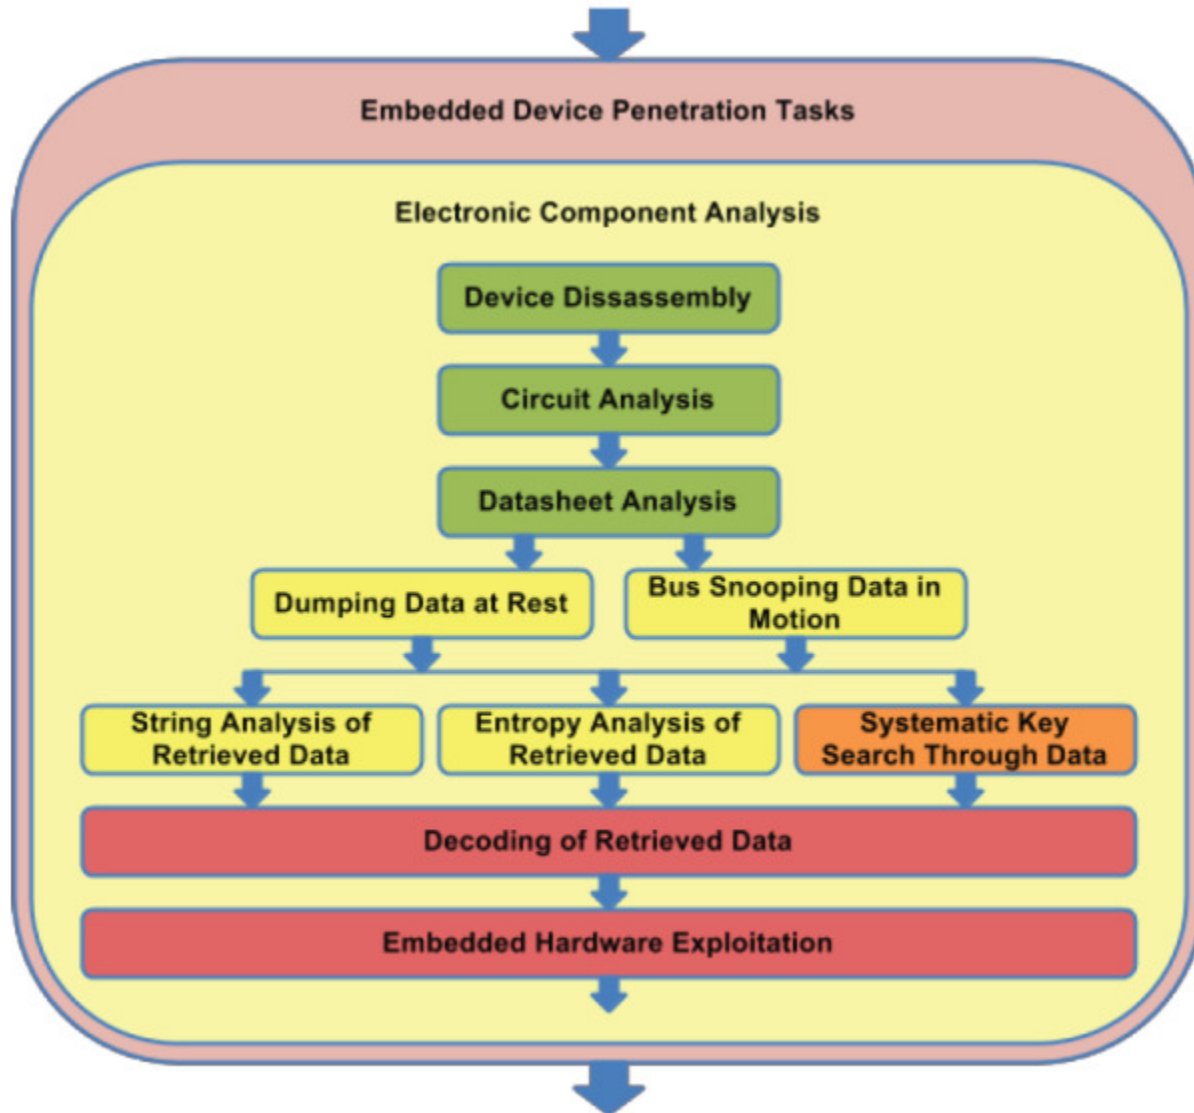 Embedded Device Penetration Tasks
Electronic Component Analysis
Device Dissassembly
Circuit Analysis
Datasheet Analysis
Dumping Data at Rest
Bus Snooping Data in
Motion
String Analysis of
Retrieved Data
Entropy Analysis of
Retrieved Data
Systematic Key
Search Through Data
Decoding of Retrieved Data
Embedded Hardware Exploitation